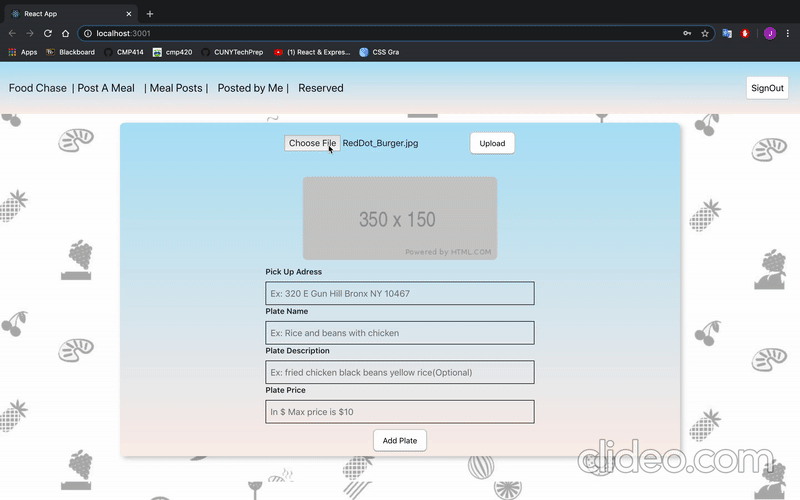 React App
localhost:3001
Apps Blackboard CMP414 cmp420 CUNYTechPrep (1) React & Expres... CSS Gra
J
Food Chase | Post A Meal | Meal Posts | Posted by Me | Reserved
SignOut
Choose File RedDot_Burger.jpg Upload
350 x 150
Powered by HTML.COM
Pick Up Adress
Ex: 320 E Gun Hill Bronx NY 10467
Plate Name
Ex: Rice and beans with chicken
Plate Description
Ex: fried chicken black beans yellow rice(Optional)
Plate Price
In $ Max price is $10
Add Plate
clideo.com